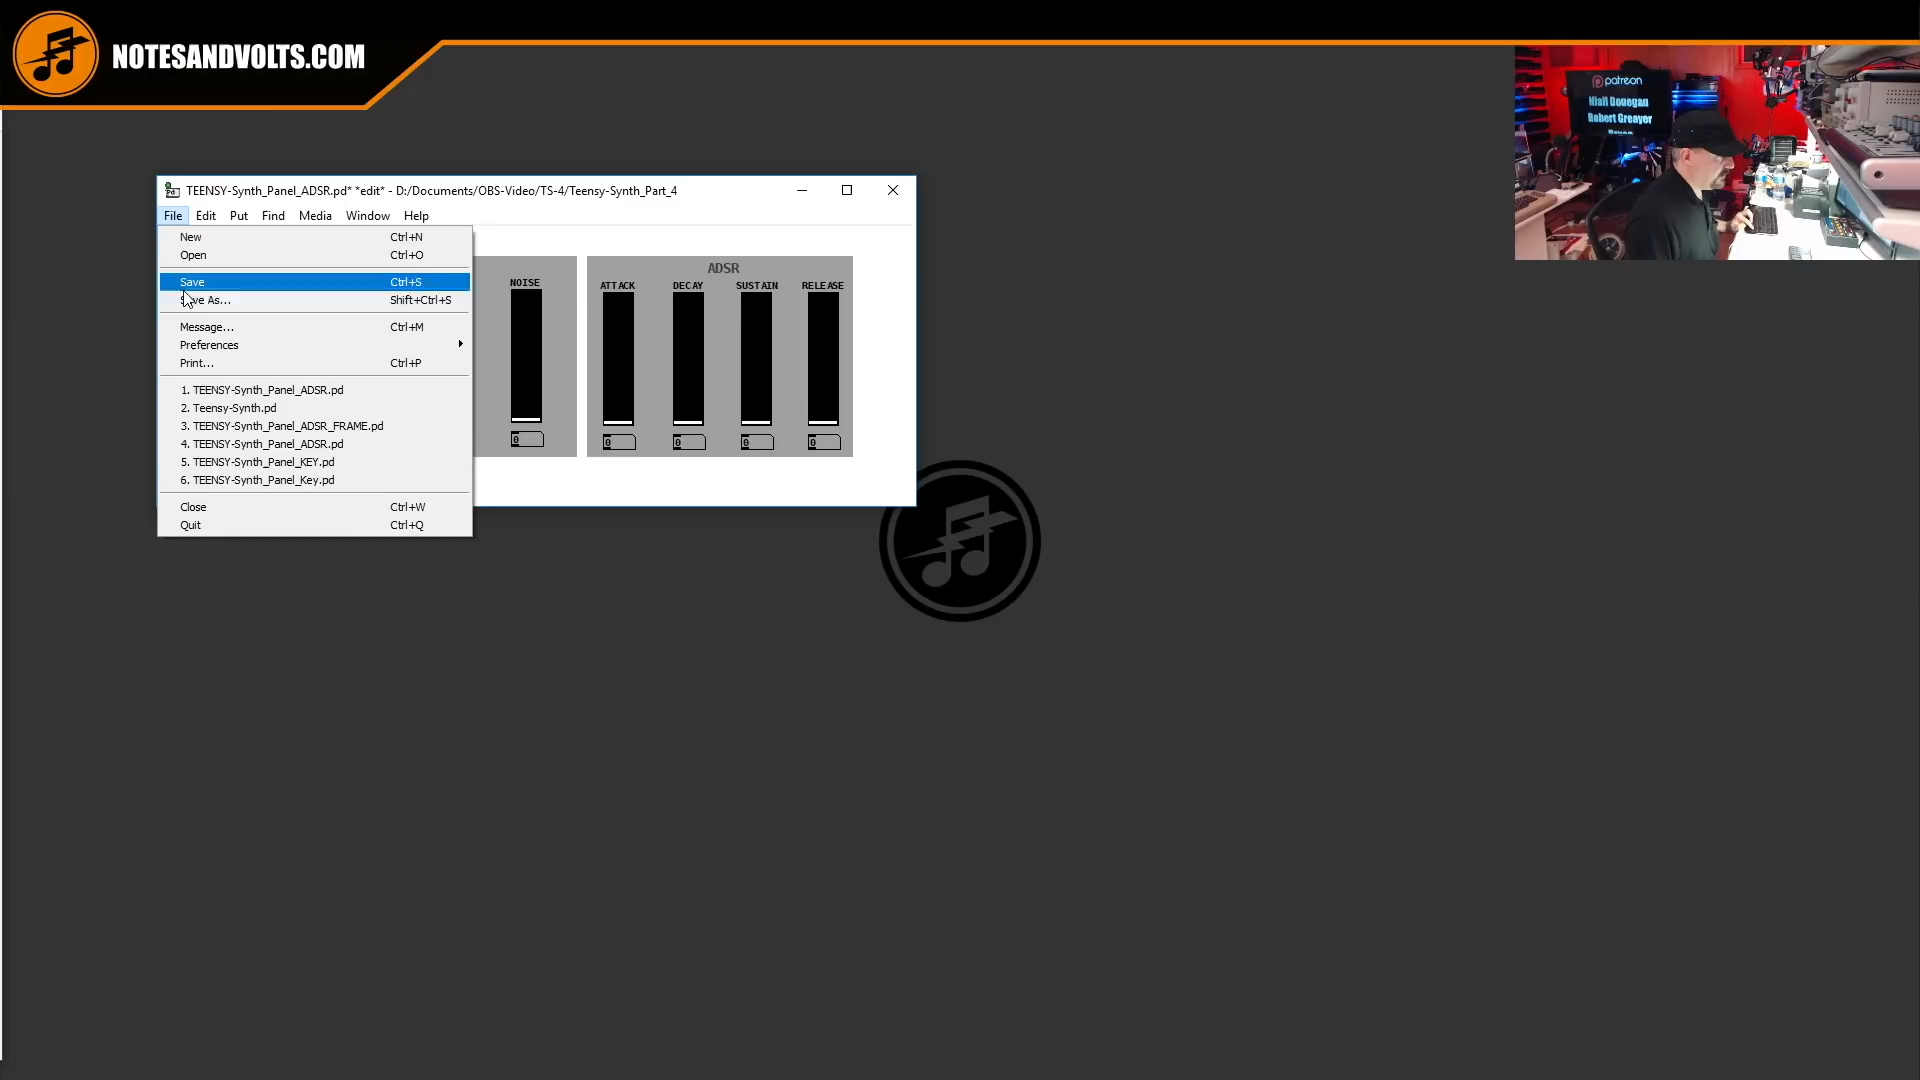 NOTESANDVOLTS.COM
patreon
Niall Donegan
Robert Greayer
TEENSY-Synth_Panel_ADSR.pd* *edit* - D:/Documents/OBS-Video/TS-4/Teensy-Synth_Part_4
File Edit Put Find Media Window Help
New Ctrl+N
Open Ctrl+O
Save Ctrl+S
Save As... Shift+Ctrl+S
Message... Ctrl+M
Preferences
Print... Ctrl+P
1. TEENSY-Synth_Panel_ADSR.pd
2. Teensy-Synth.pd
3. TEENSY-Synth_Panel_ADSR_FRAME.pd
4. TEENSY-Synth_Panel_ADSR.pd
5. TEENSY-Synth_Panel_KEY.pd
6. TEENSY-Synth_Panel_Key.pd
Close Ctrl+W
Quit Ctrl+Q
NOISE
0
ADSR
ATTACK DECAY SUSTAIN RELEASE
0 0 0 0